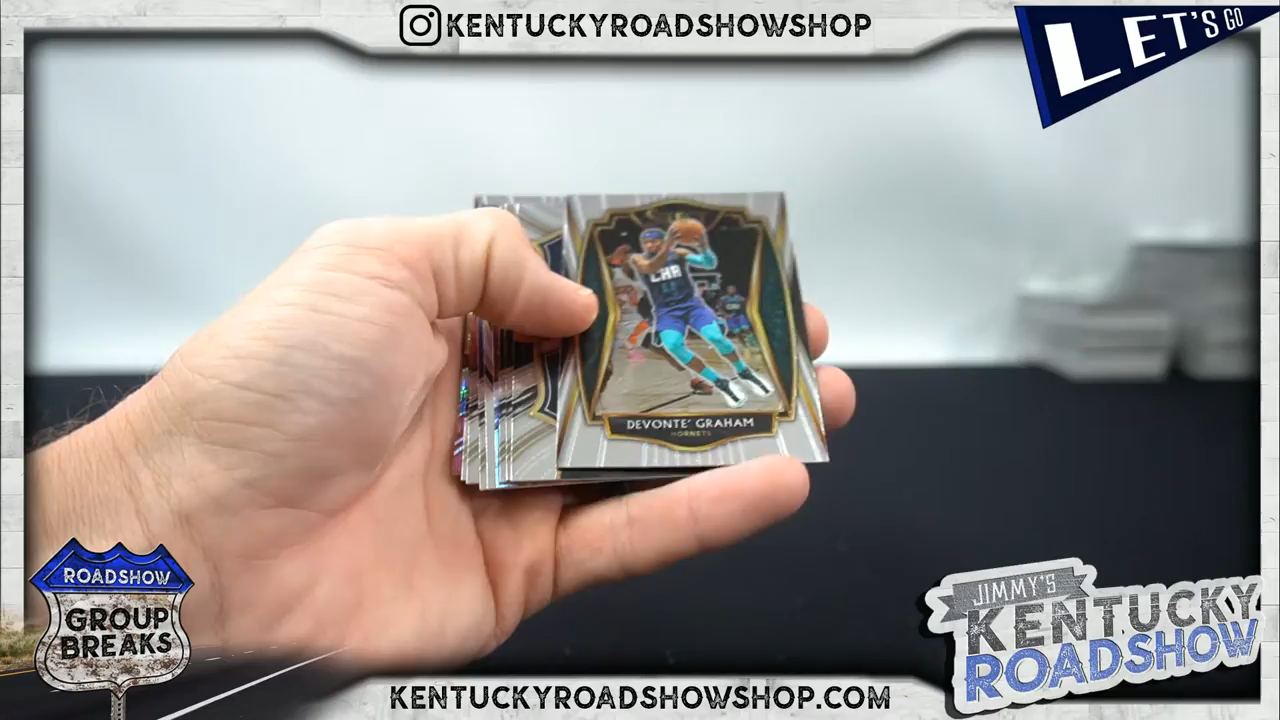 KENTUCKYROADSHOWSHOP
LET'S GO
CHA
DEVONTE' GRAHAM
HORNETS
ROADSHOW
GROUP
BREAKS
JIMMY'S
KENTUCKY
ROADSHOW
KENTUCKYROADSHOWSHOP.COM